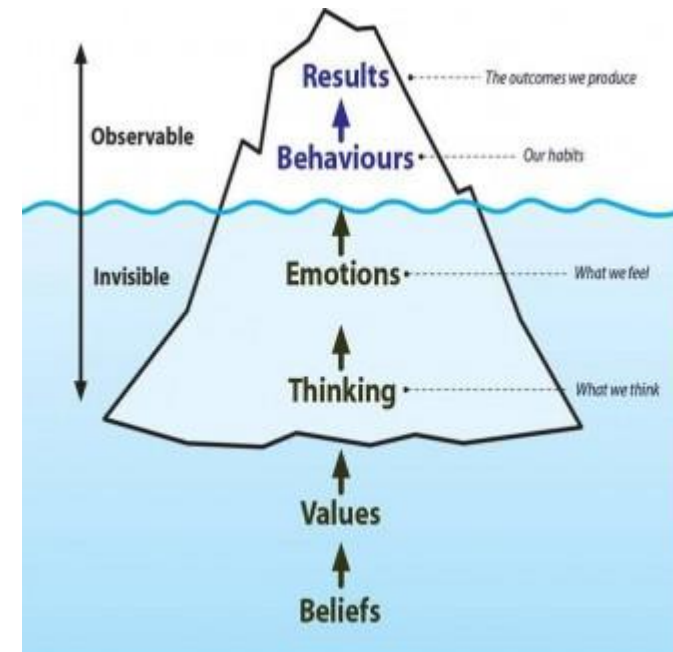 Results
The outcomes we produce
Observable
Behaviours
Our habits
Invisible
Emotions
What we feel
Thinking
What we think
Values
Beliefs